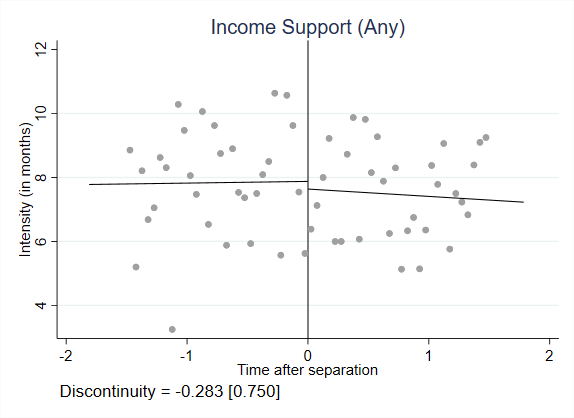 Income Support (Any)
Intensity (in months)
12
10
8
6
4
-2
-1
0
1
2
Time after separation
Discontinuity = -0.283 [0.750]